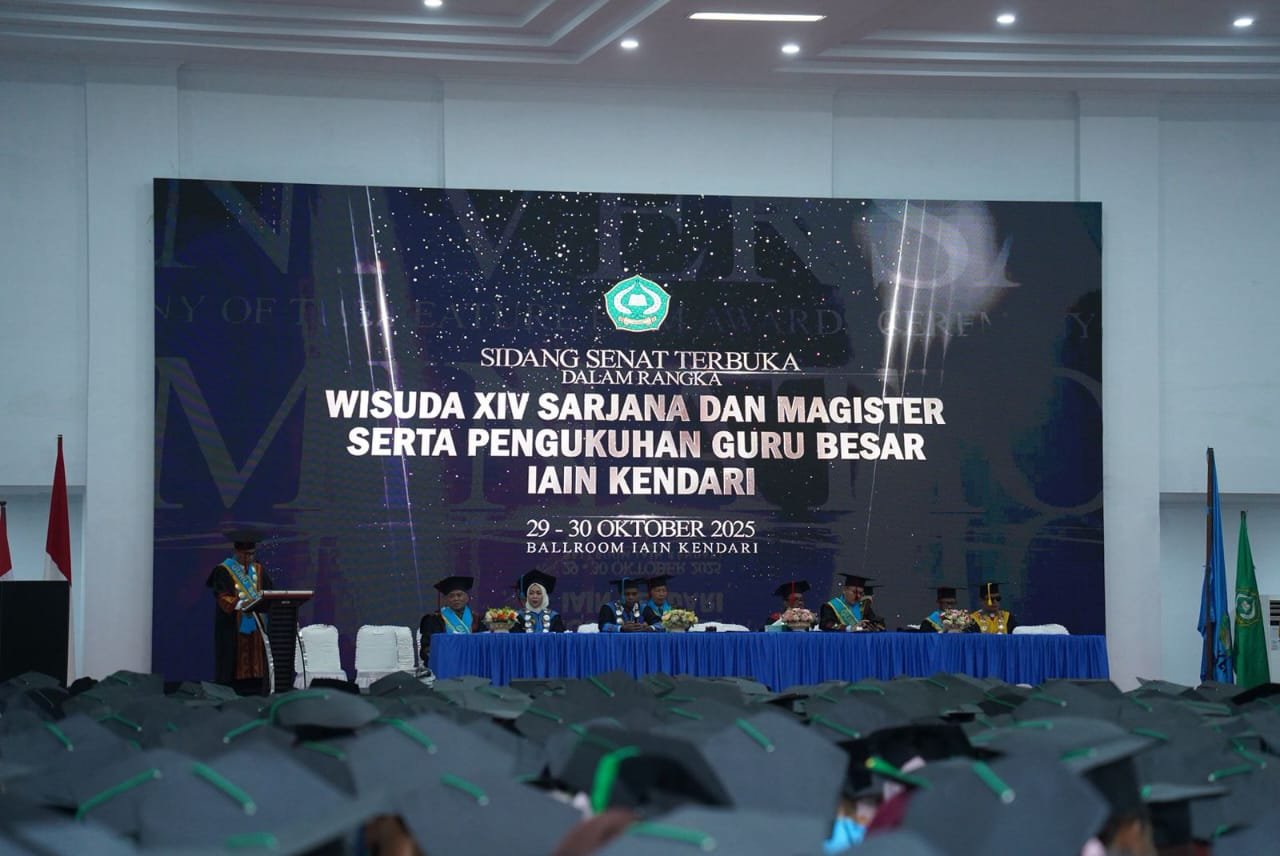 SIDANG SENAT TERBUKA
DALAM RANGKA
WISUDA XIV SARJANA DAN MAGISTER
SERTA PENGUKUHAN GURU BESAR
IAIN KENDARI
29 - 30 OKTOBER 2025
BALLROOM IAIN KENDARI